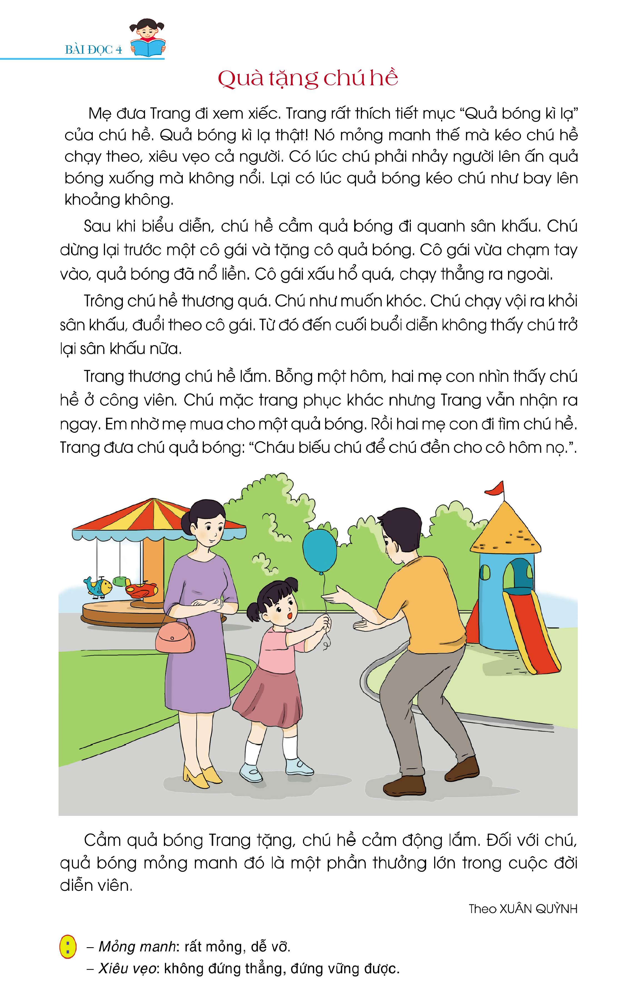 BÀI ĐỌC 4
Quà tặng chú hề
Mẹ đưa Trang đi xem xiếc. Trang rất thích tiết mục “Quả bóng kì lạ”
của chú hề. Quả bóng kì lạ thật! Nó mỏng manh thế mà kéo chú hề
chạy theo, xiêu vẹo cả người. Có lúc chú phải nhảy người lên ấn quả
bóng xuống mà không nổi. Lại có lúc quả bóng kéo chú như bay lên
khoảng không.
Sau khi biểu diễn, chú hề cầm quả bóng đi quanh sân khấu. Chú
dừng lại trước một cô gái và tặng cô quả bóng. Cô gái vừa chạm tay
vào, quả bóng đã nổ liền. Cô gái xấu hổ quá, chạy thẳng ra ngoài.
Trông chú hề thương quá. Chú như muốn khóc. Chú chạy vội ra khỏi
sân khấu, đuổi theo cô gái. Từ đó đến cuối buổi diễn không thấy chú trở
lại sân khấu nữa.
Trang thương chú hề lắm. Bỗng một hôm, hai mẹ con nhìn thấy chú
hề ở công viên. Chú mặc trang phục khác nhưng Trang vẫn nhận ra
ngay. Em nhờ mẹ mua cho một quả bóng. Rồi hai mẹ con đi tìm chú hề.
Trang đưa chú quả bóng: “Cháu biếu chú để chú đền cho cô hôm nọ.”.
Cầm quả bóng Trang tặng, chú hề cảm động lắm. Đối với chú,
quả bóng mỏng manh đó là một phần thưởng lớn trong cuộc đời
diễn viên.
Theo XUÂN QUỲNH
– Mỏng manh: rất mỏng, dễ vỡ.
– Xiêu vẹo: không đứng thẳng, đứng vững được.